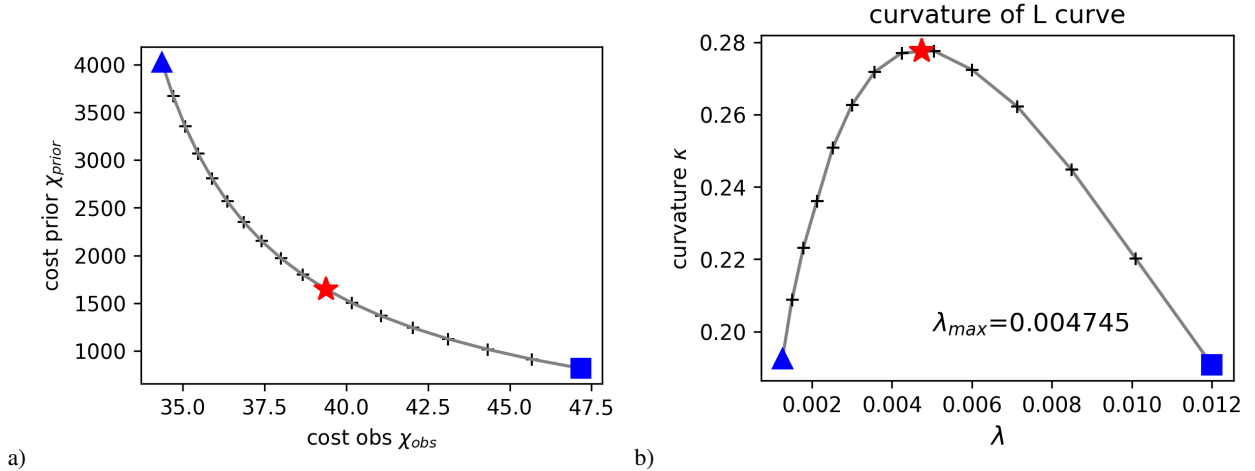 4000
3500
3000
2500
2000
1500
1000
cost prior χprior
35.0 37.5 40.0 42.5 45.0 47.5
cost obs χobs
a)
curvature of L curve
0.28
0.26
0.24
0.22
0.20
curvature κ
λmax=0.004745
0.002 0.004 0.006 0.008 0.010 0.012
λ
b)